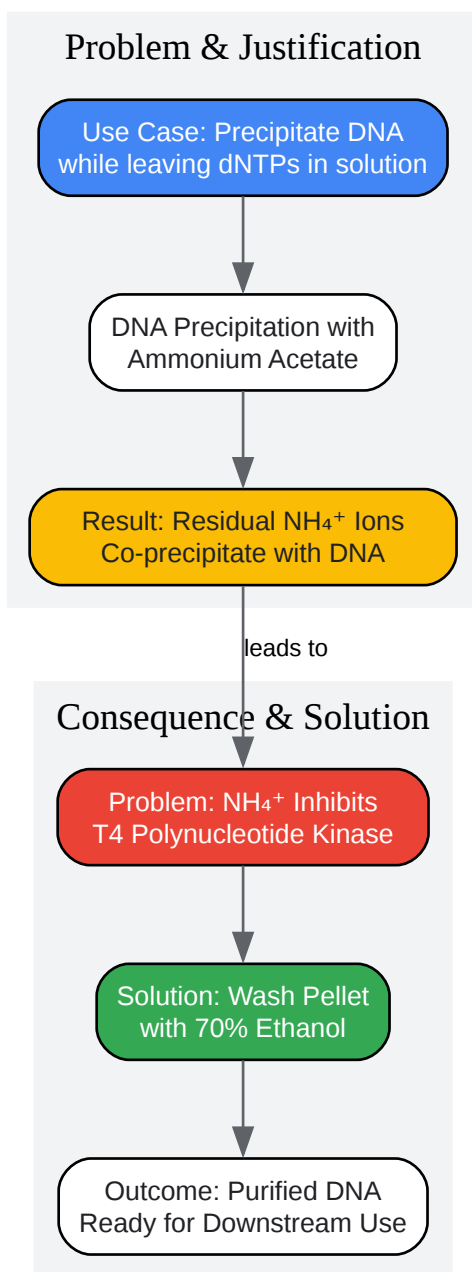 Problem & Justification
Use Case: Precipitate DNA
while leaving dNTPs in solution
DNA Precipitation with
Ammonium Acetate
Result: Residual NH₄⁺ Ions
Co-precipitate with DNA
leads to
Consequence & Solution
Problem: NH₄⁺ Inhibits
T4 Polynucleotide Kinase
Solution: Wash Pellet
with 70% Ethanol
Outcome: Purified DNA
Ready for Downstream Use